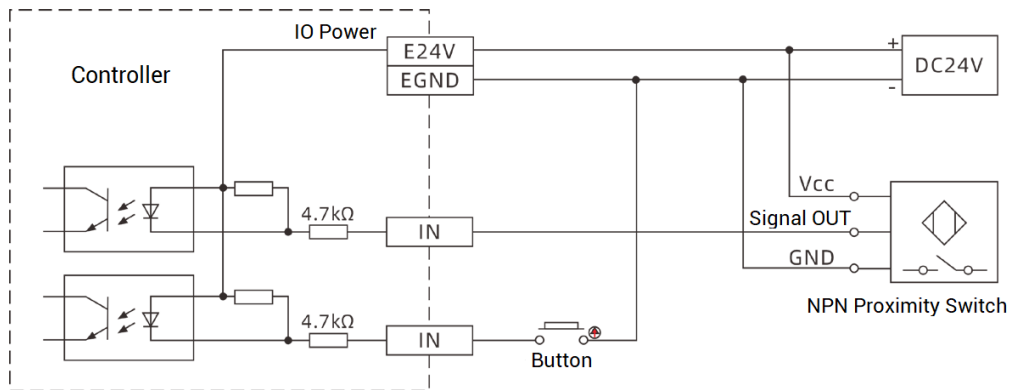 IO Power
E24V
+
DC24V
Controller
EGND
-
Vcc
4.7kΩ
IN
Signal OUT
GND
NPN Proximity Switch
4.7kΩ
IN
Button